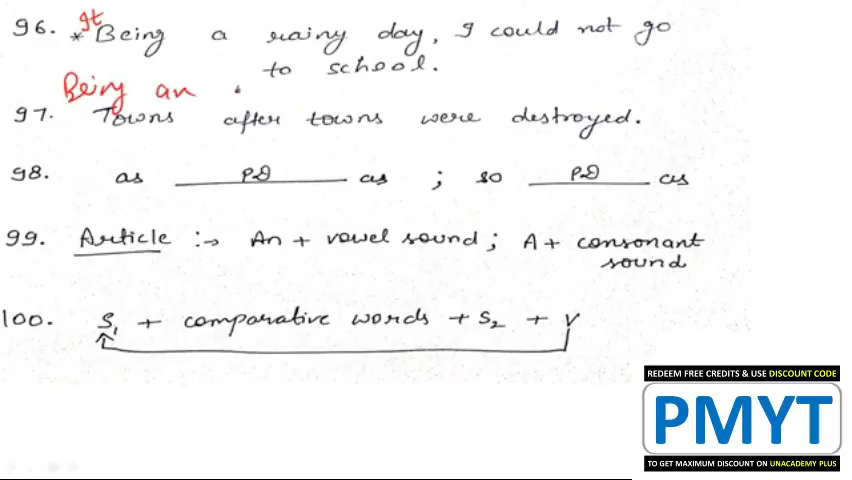 It
96. *Being a rainy day, I could not go
to school.
Being an
97. Towns after towns were destroyed.
98. as PD as ; so PD as
99. Article :→ An + vowel sound ; A + consonant
sound
100. S1 + comparative words + S2 + V
REDEEM FREE CREDITS & USE DISCOUNT CODE
PMYT
TO GET MAXIMUM DISCOUNT ON UNACADEMY PLUS